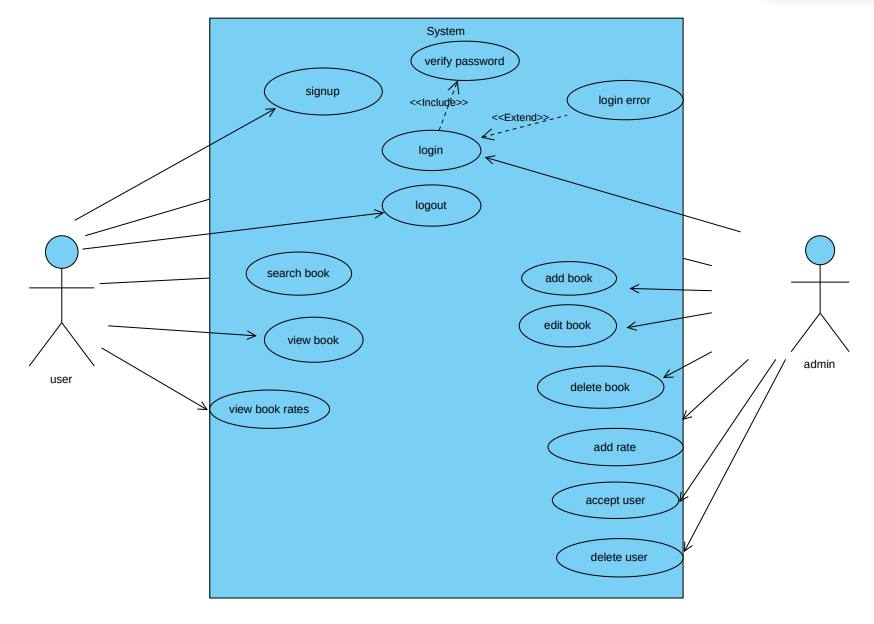 System
verify password
signup
login error
<<Include>>
<<Extend>>
login
logout
search book
add book
edit book
view book
user
admin
delete book
view book rates
add rate
accept user
delete user